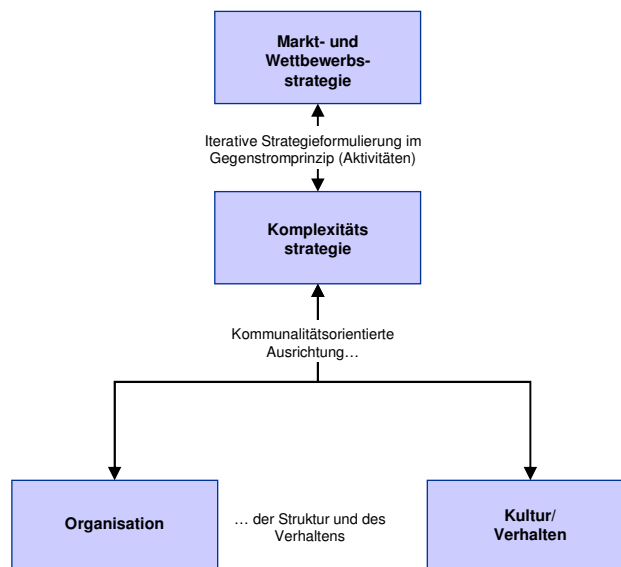 Markt- und
Wettbewerbs-
strategie
Iterative Strategieformulierung im
Gegenstromprinzip (Aktivitäten)
Komplexitäts
strategie
Kommunalitätsorientierte
Ausrichtung…
Organisation
… der Struktur und des
Verhaltens
Kultur/
Verhalten